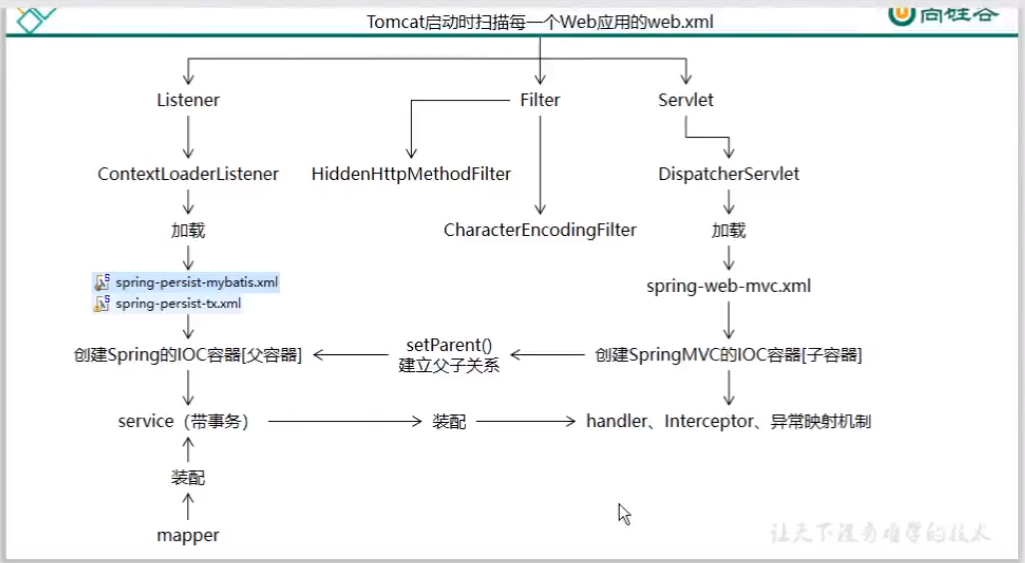 Tomcat启动时扫描每一个Web应用的web.xml
尚硅谷
Listener
Filter
Servlet
ContextLoaderListener
HiddenHttpMethodFilter
DispatcherServlet
加载
CharacterEncodingFilter
加载
spring-persist-mybatis.xml
spring-persist-tx.xml
spring-web-mvc.xml
创建Spring的IOC容器[父容器]
setParent()
建立父子关系
创建SpringMVC的IOC容器[子容器]
service（带事务）
装配
handler、Interceptor、异常映射机制
装配
mapper
让天下没有难学的技术